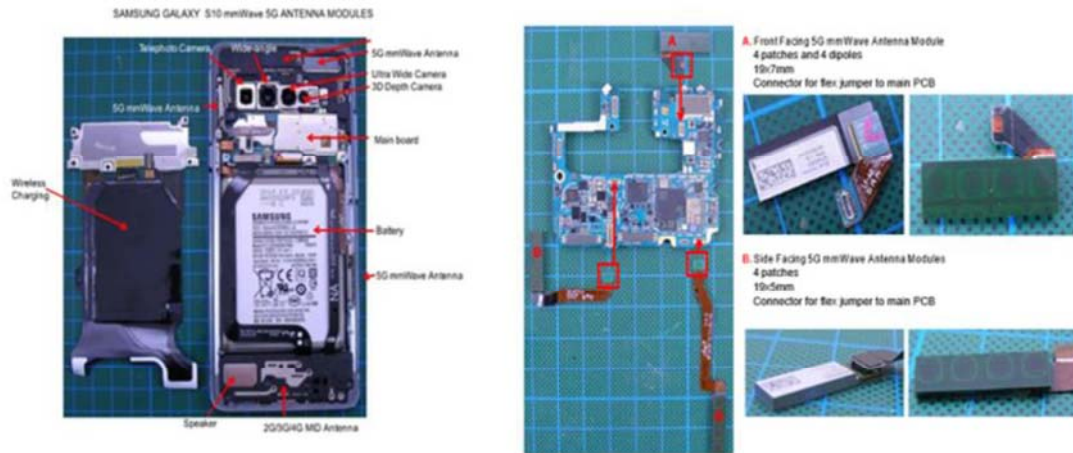 SAMSUNG GALAXY S10 mmWave 5G ANTENNA MODULES
Telephoto Camera
Wide-angle
5G mmWave Antenna
Ultra Wide Camera
3D Depth Camera
5G mmWave Antenna
Main board
Wireless
Charging
SAMSUNG
Battery
5G mmWave Antenna
NA
Speaker
2G/3G/4G MID Antenna
A
B
B
A. Front Facing 5G mmWave Antenna Module
4 patches and 4 dipoles
19x7mm
Connector for flex jumper to main PCB
B. Side Facing 5G mmWave Antenna Modules
4 patches
19x5mm
Connector for flex jumper to main PCB